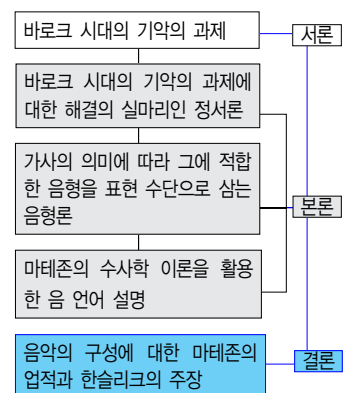 바로크 시대의 기악의 과제
서론
바로크 시대의 기악의 과제에
대한 해결의 실마리인 정서론
가사의 의미에 따라 그에 적합
한 음형을 표현 수단으로 삼는
음형론
본론
마테존의 수사학 이론을 활용
한 음 언어 설명
음악의 구성에 대한 마테존의
업적과 한슬리크의 주장
결론